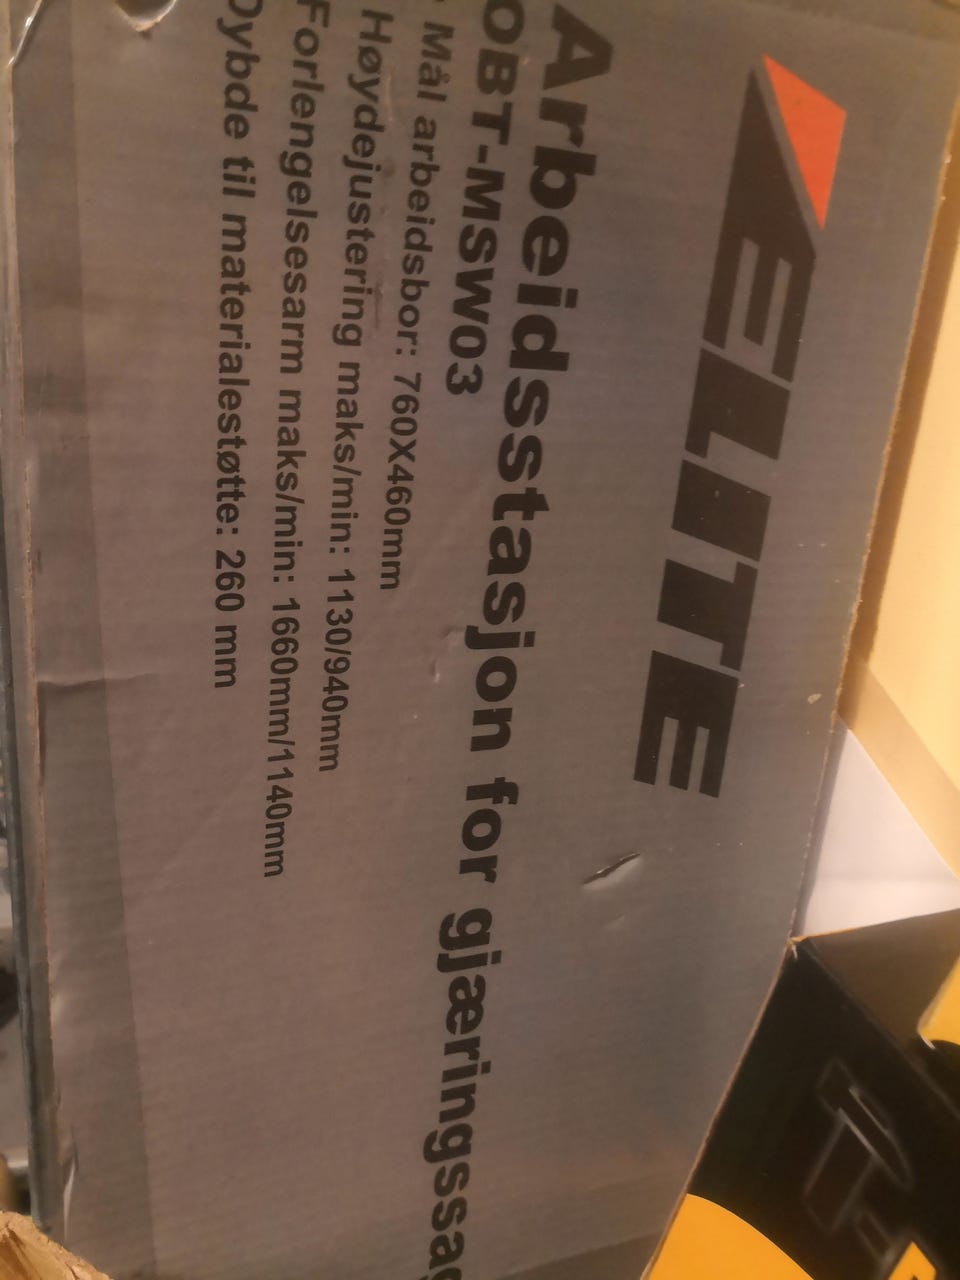 ELITE
Arbeidsstasjon for gjæringssag
OBT-MSW03
Mål arbeidsbor: 760X460mm
Høydejustering maks/min: 1130/940mm
Forlengelsesarm maks/min: 1660mm/1140mm
Dybde til materialestøtte: 260 mm